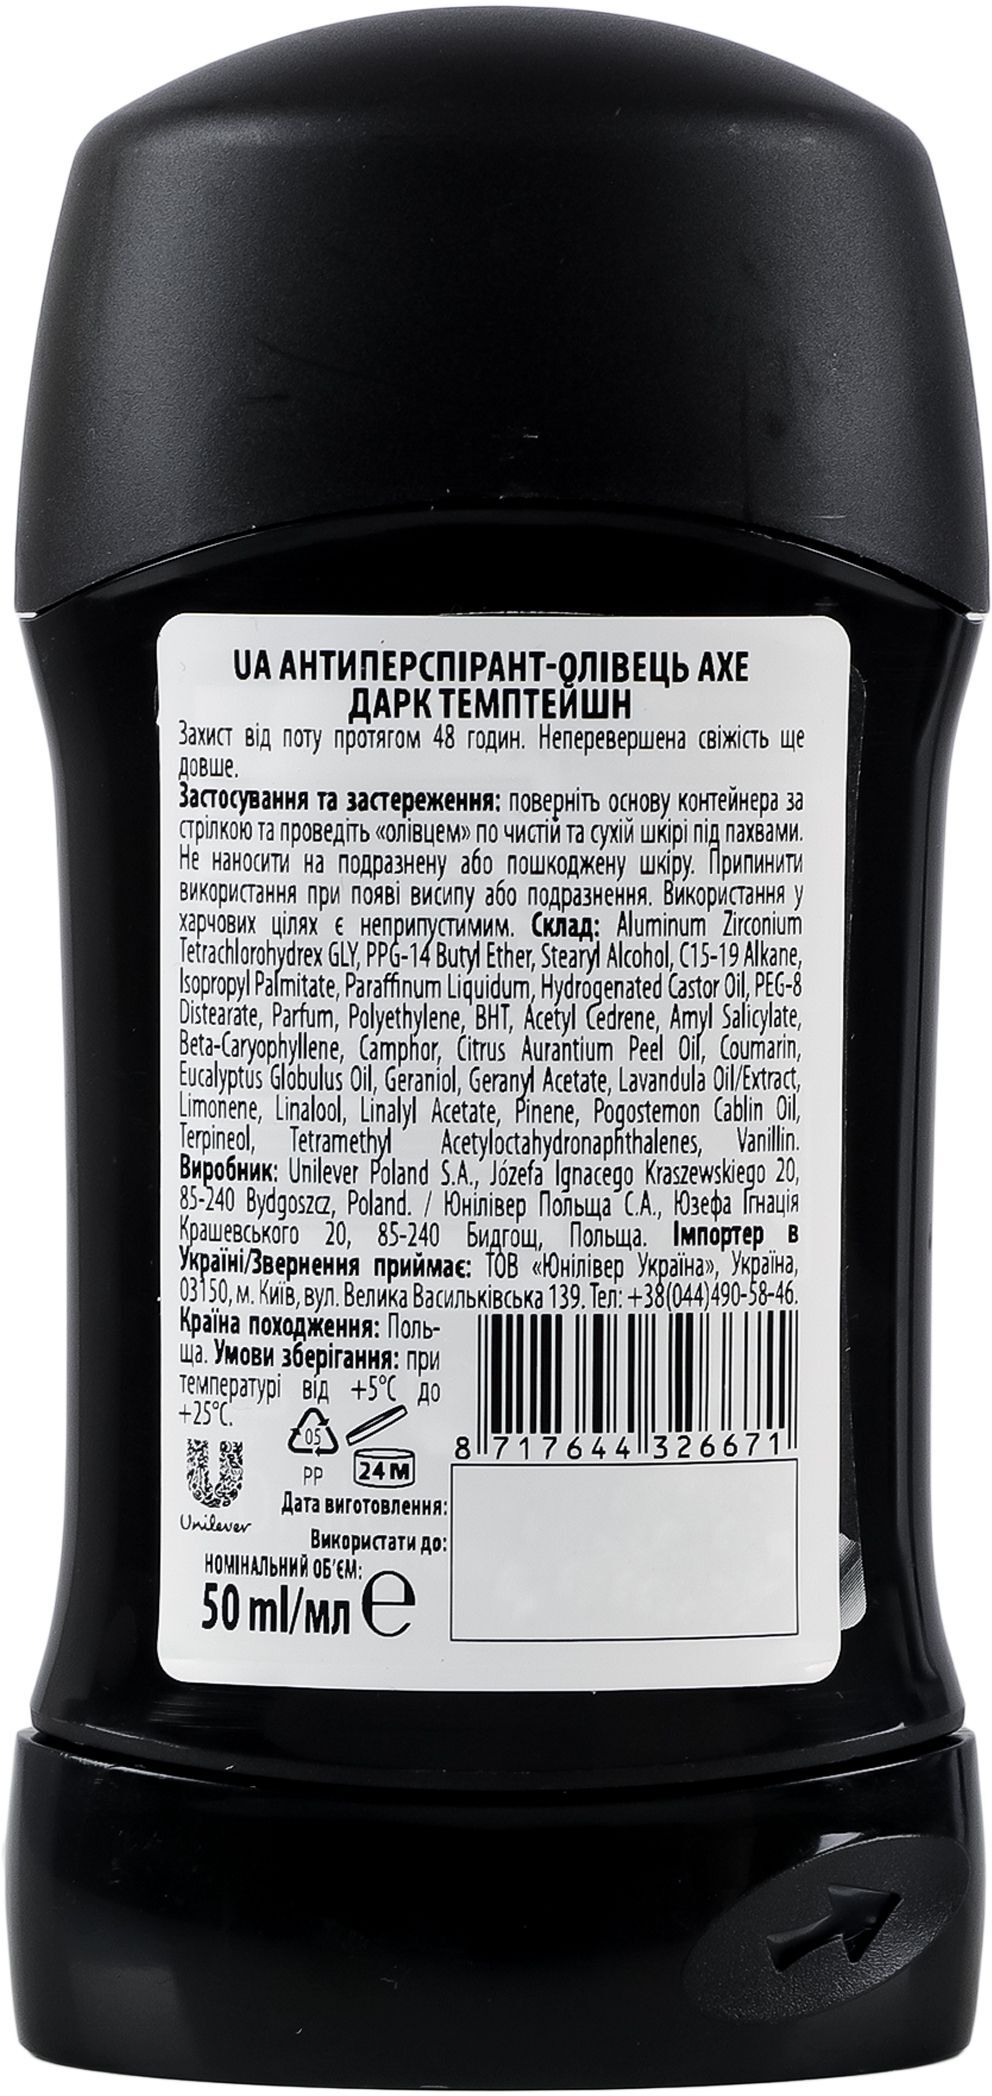 UA АНТИПЕРСПІРАНТ-ОЛІВЕЦЬ AXE
ДАРК ТЕМПТЕЙШН
Захист від поту протягом 48 годин. Неперевершена свіжість ще
довше.
Застосування та застереження: поверніть основу контейнера за
стрілкою та проведіть «олівцем» по чистій та сухій шкірі під пахвами.
Не наносити на подразнену або пошкоджену шкіру. Припинити
використання при появі висипу або подразнення. Використання у
харчових цілях є неприпустимим. Склад: Aluminum Zirconium
Tetrachlorohydrex GLY, PPG-14 Butyl Ether, Stearyl Alcohol, C15-19 Alkane,
Isopropyl Palmitate, Paraffinum Liquidum, Hydrogenated Castor Oil, PEG-8
Distearate, Parfum, Polyethylene, BHT, Acetyl Cedrene, Amyl Salicylate,
Beta-Caryophyllene, Camphor, Citrus Aurantium Peel Oil, Coumarin,
Eucalyptus Globulus Oil, Geraniol, Geranyl Acetate, Lavandula Oil/Extract,
Limonene, Linalool, Linalyl Acetate, Pinene, Pogostemon Cablin Oil,
Terpineol, Tetramethyl Acetyloctahydronaphthalenes, Vanillin.
Виробник: Unilever Poland S.A., Józefa Ignacego Kraszewskiego 20,
85-240 Bydgoszcz, Poland. / Юнілівер Польща С.А., Юзефа Ігнація
Крашевського 20, 85-240 Бидгощ, Польща. Імпортер в
Україні/Звернення приймає: ТОВ «Юнілівер Україна», Україна,
03150, м. Київ, вул. Велика Васильківська 139. Тел: +38(044)490-58-46.
Країна походження: Поль-
ща. Умови зберігання: при
температурі від +5°C до
+25°C.
8 717644 326671
05
PP
24 M
Unilever
Дата виготовлення:
Використати до:
НОМІНАЛЬНИЙ ОБ'ЄМ:
50 ml/мл e